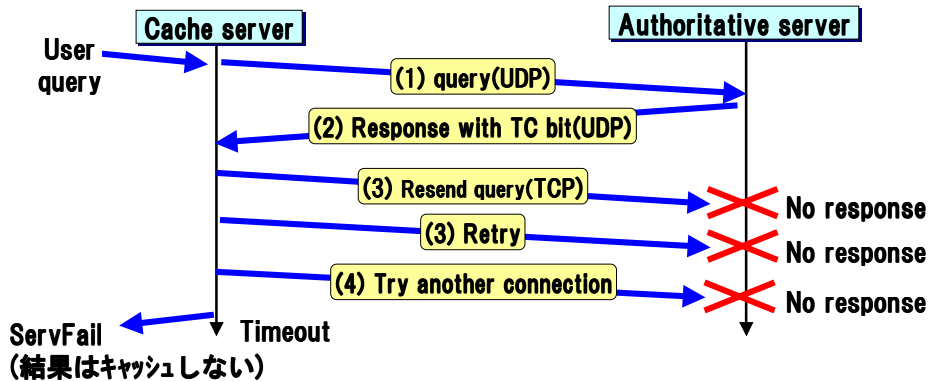 Cache server
Authoritative server
User
query
(1) query(UDP)
(2) Response with TC bit(UDP)
(3) Resend query(TCP)
No response
(3) Retry
No response
(4) Try another connection
No response
ServFail
Timeout
(結果はｷｬｯｼｭしない)